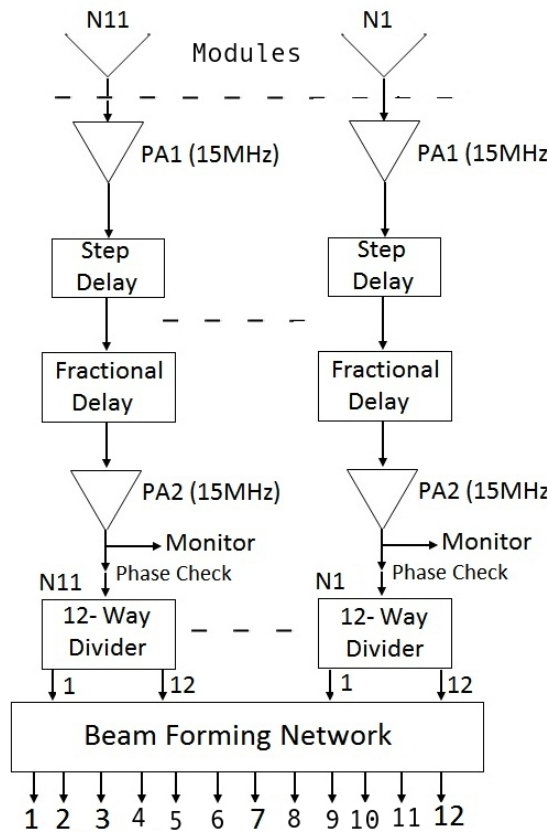 N11 Modules N1
PA1 (15MHz) PA1 (15MHz
Step Delay Step Delay
Fractional Delay Fractional Delay
PA2 (15MHz) PA2 (15MHz
Monitor Monitor
Phase Check Phase Check
N11 N1
12- Way Divider 12- Way Divider
1 12 1 12
Beam Forming Network
1 2 3 4 5 6 7 8 9 10 11 12